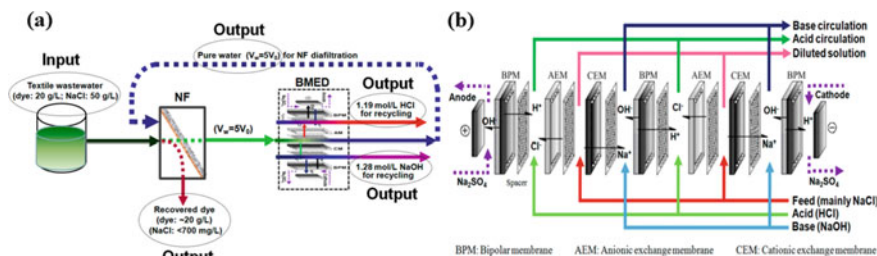 (a)
Output
Pure water (Vw=5V0) for NF diafiltration
Input
Textile wastewater
(dye: 20 g/L; NaCl: 50 g/L)
NF
(Vw=5V0)
BMED
Output
1.19 mol/L HCl
for recycling
1.28 mol/L NaOH
for recycling
Output
Recovered dye
(dye: ~20 g/L)
(NaCl: <700 mg/L)
Output
(b)
Base circulation
Acid circulation
Diluted solution
BPM
AEM
CEM
BPM
AEM
CEM
BPM
Anode
Cathode
OH-
H+
Cl-
Na+
OH-
H+
Cl-
Na+
OH-
H+
Na2SO4
Spacer
Na2SO4
Feed (mainly NaCl)
Acid (HCl)
Base (NaOH)
BPM: Bipolar membrane
AEM: Anionic exchange membrane
CEM: Cationic exchange membrane